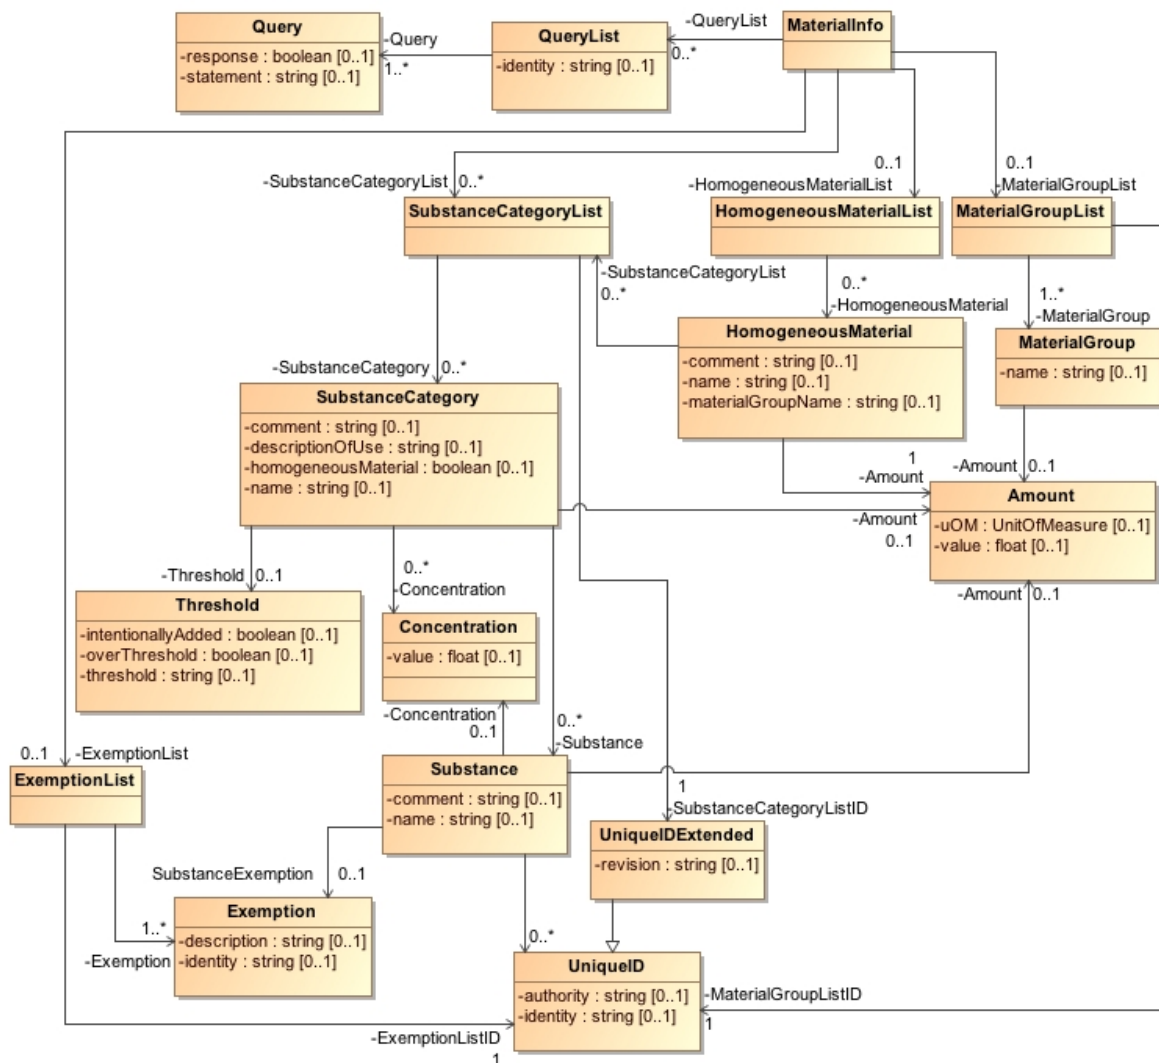 Query
-response : boolean [0..1]
-statement : string [0..1]
-Query
1..*
QueryList
-identity : string [0..1]
-QueryList
0..*
MaterialInfo
-SubstanceCategoryList
0..*
0..1
-HomogeneousMaterialList
0..1
-MaterialGroupList
SubstanceCategoryList
HomogeneousMaterialList
MaterialGroupList
-SubstanceCategoryList
0..*
0..*
-HomogeneousMaterial
1..*
-MaterialGroup
HomogeneousMaterial
-comment : string [0..1]
-name : string [0..1]
-materialGroupName : string [0..1]
MaterialGroup
-name : string [0..1]
-SubstanceCategory
0..*
SubstanceCategory
-comment : string [0..1]
-descriptionOfUse : string [0..1]
-homogeneousMaterial : boolean [0..1]
-name : string [0..1]
1
-Amount
-Amount
0..1
Amount
-uOM : UnitOfMeasure [0..1]
-value : float [0..1]
-Amount
0..1
-Amount
0..1
-Threshold
0..1
0..*
-Concentration
Threshold
-intentionallyAdded : boolean [0..1]
-overThreshold : boolean [0..1]
-threshold : string [0..1]
Concentration
-value : float [0..1]
-Concentration
0..1
0..*
-Substance
0..1
-ExemptionList
ExemptionList
Substance
-comment : string [0..1]
-name : string [0..1]
1
-SubstanceCategoryListID
UniqueIDExtended
-revision : string [0..1]
SubstanceExemption
0..1
Exemption
-description : string [0..1]
-identity : string [0..1]
1..*
-Exemption
0..*
UniqueID
-authority : string [0..1]
-identity : string [0..1]
-MaterialGroupListID
1
-ExemptionListID
1